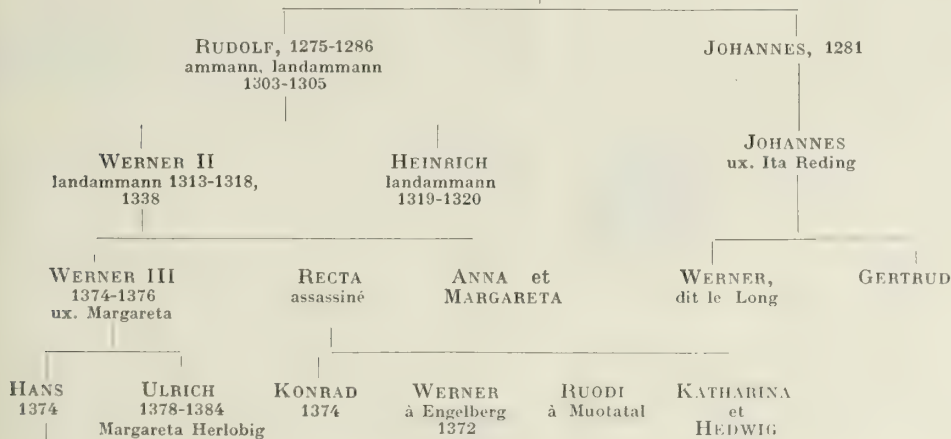 RUDOLF, 1275-1286
ammann, landammann
1303-1305
JOHANNES, 1281
WERNER II
landammann 1313-1318,
1338
HEINRICH
landammann
1319-1320
JOHANNES
ux. Ita Reding
WERNER III
1374-1376
ux. Margareta
RECTA
assassiné
ANNA et
MARGARETA
WERNER,
dit le Long
GERTRUD
HANS
1374
ULRICH
1378-1384
Margareta Herlobig
KONRAD
1374
WERNER
à Engelberg
1372
RUODI
à Muotatal
KATHARINA
et
HEDWIG